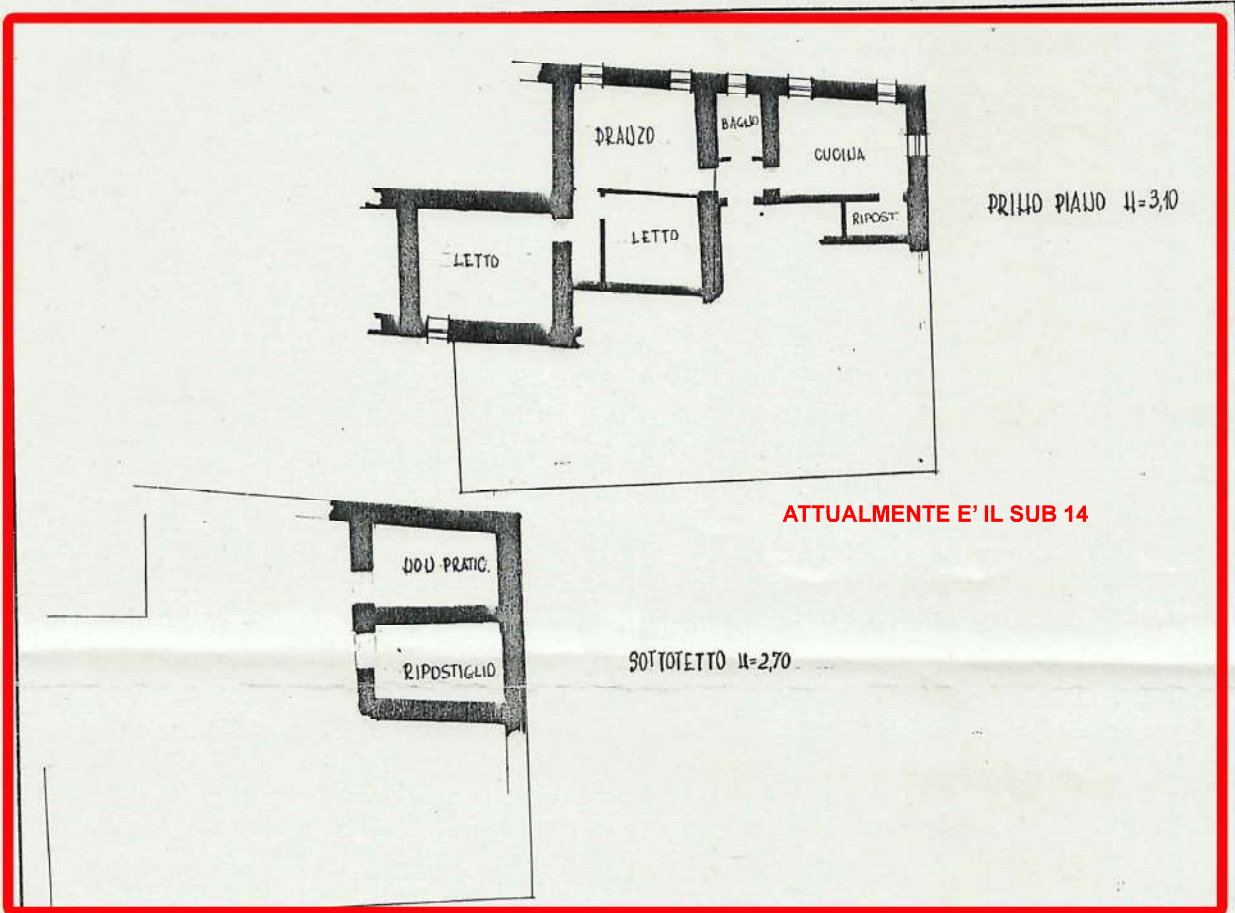 PRANZO
BAGNO
CUCINA
RIPOST.
LETTO
LETTO
PRIMO PIANO H=3,10
ATTUALMENTE E' IL SUB 14
NON PRATIC.
RIPOSTIGLIO
SOTTOTETTO H=2,70